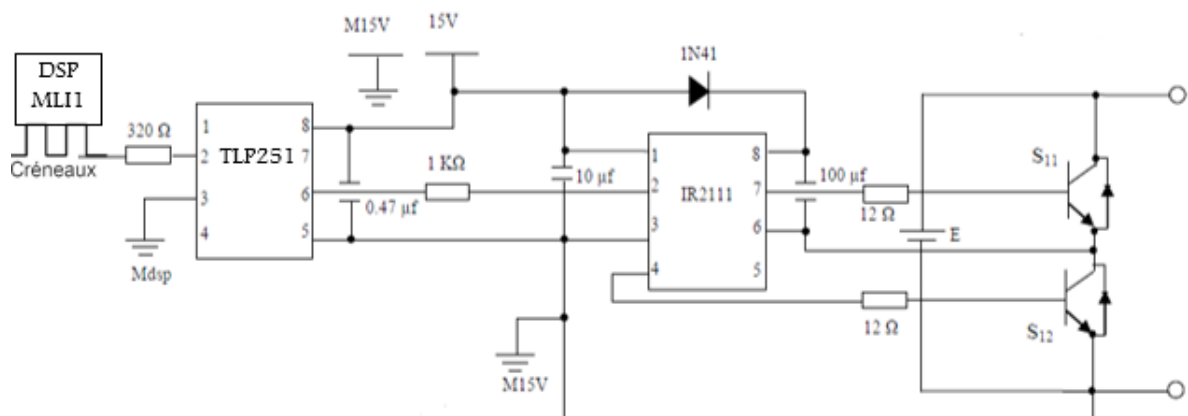 M15V
15V
1N41
DSP
MLI1
320 Ω
Créneaux
TLP251
1
2
3
4
8
7
6
5
Mdsp
0.47 μf
1 KΩ
10 μf
M15V
IR2111
1
2
3
4
8
7
6
5
100 μf
12 Ω
12 Ω
E
S11
S12